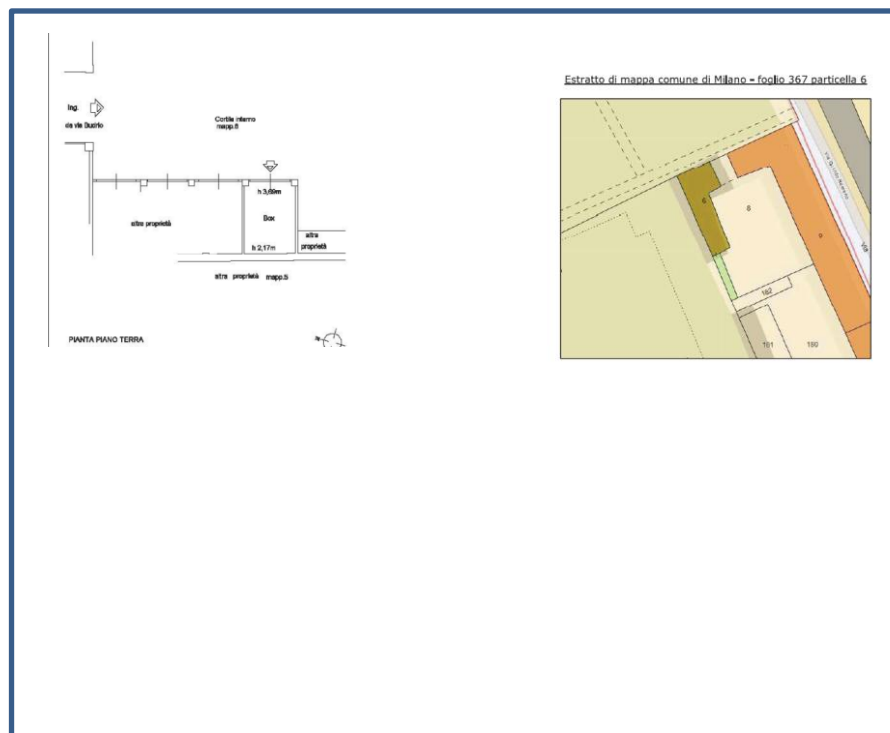 Ing.
Cortile interno
mapp.8
h 3,69m
Box
altra proprietà
h 2,17m
altra
proprietà
altra proprietà mapp.5
PIANTA PIANO TERRA
Estratto di mappa comune di Milano – foglio 367 particella 6
6
8
9
182
181
180
Via